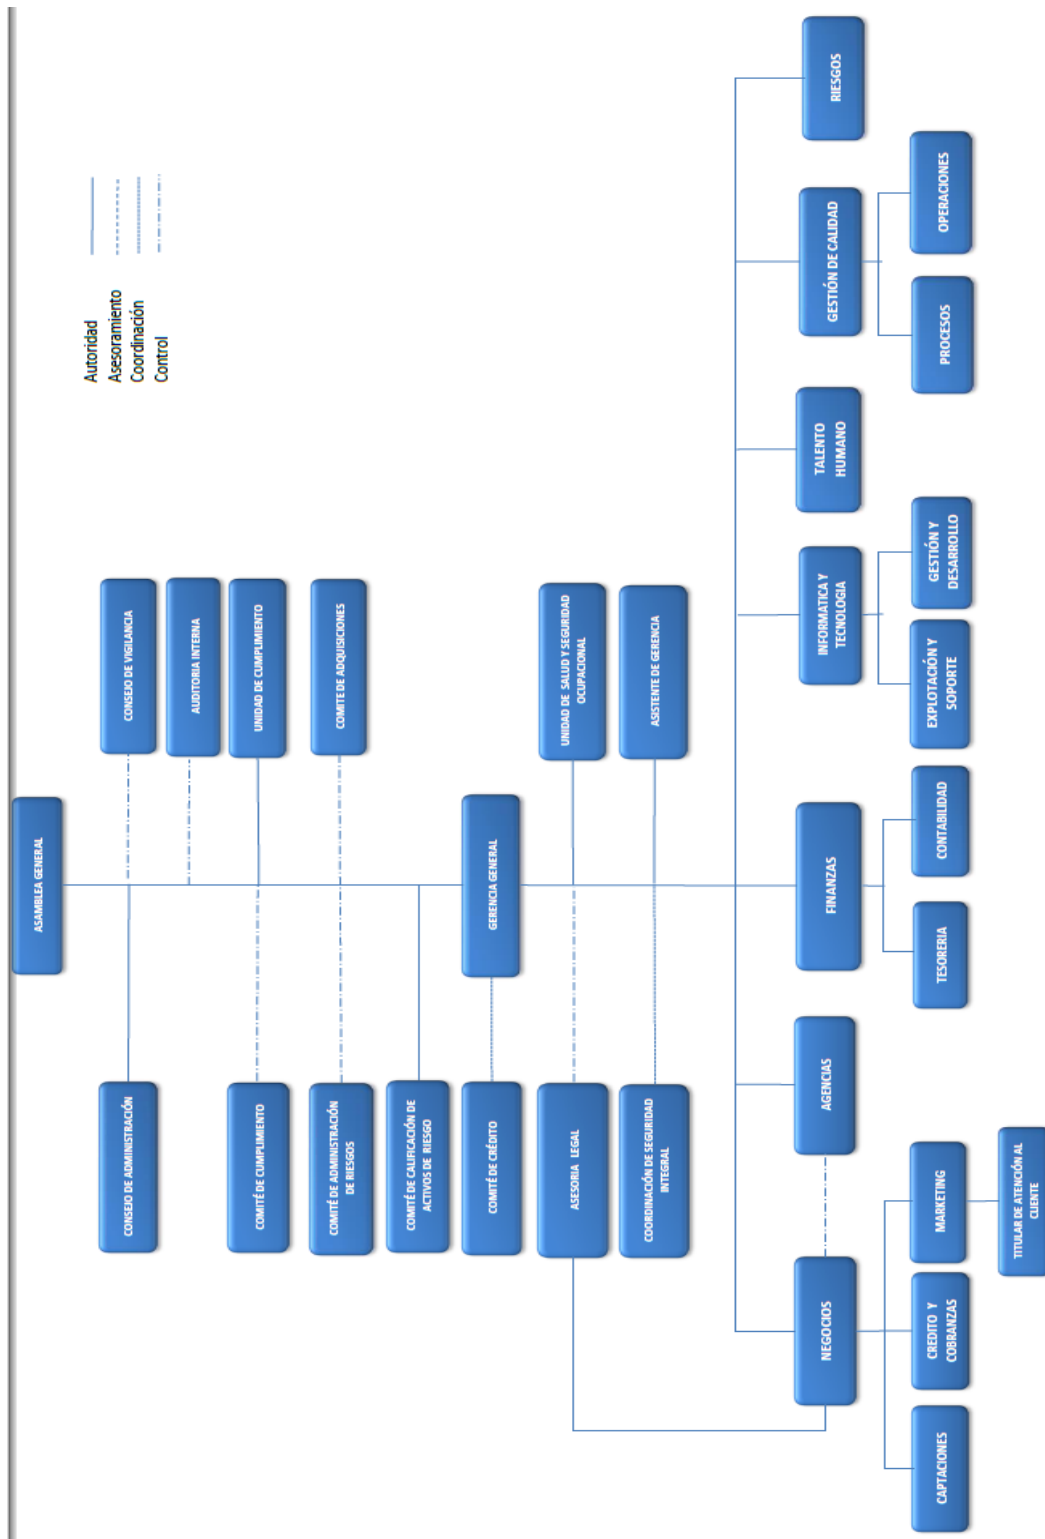 Autoridad
Asesoramiento
Coordinación
Control
ASAMBLEA GENERAL
CONSEJO DE ADMINISTRACIÓN
CONSEJO DE VIGILANCIA
AUDITORIA INTERNA
COMITÉ DE CUMPLIMIENTO
UNIDAD DE CUMPLIMIENTO
COMITÉ DE ADMINISTRACIÓN
DE RIESGOS
COMITE DE ADQUISICIONES
COMITÉ DE CALIFICACIÓN DE
ACTIVOS DE RIESGO
COMITÉ DE CRÉDITO
GERENCIA GENERAL
ASESORIA LEGAL
UNIDAD DE SALUD Y SEGURIDAD
OCUPACIONAL
COORDINACIÓN DE SEGURIDAD
INTEGRAL
ASISTENTE DE GERENCIA
NEGOCIOS
AGENCIAS
FINANZAS
INFORMATICA Y
TECNOLOGIA
TALENTO
HUMANO
GESTIÓN DE CALIDAD
RIESGOS
CAPTACIONES
CREDITO Y
COBRANZAS
MARKETING
TESORERIA
CONTABILIDAD
EXPLOTACIÓN Y
SOPORTE
GESTIÓN Y
DESARROLLO
PROCESOS
OPERACIONES
TITULAR DE ATENCIÓN AL
CLIENTE